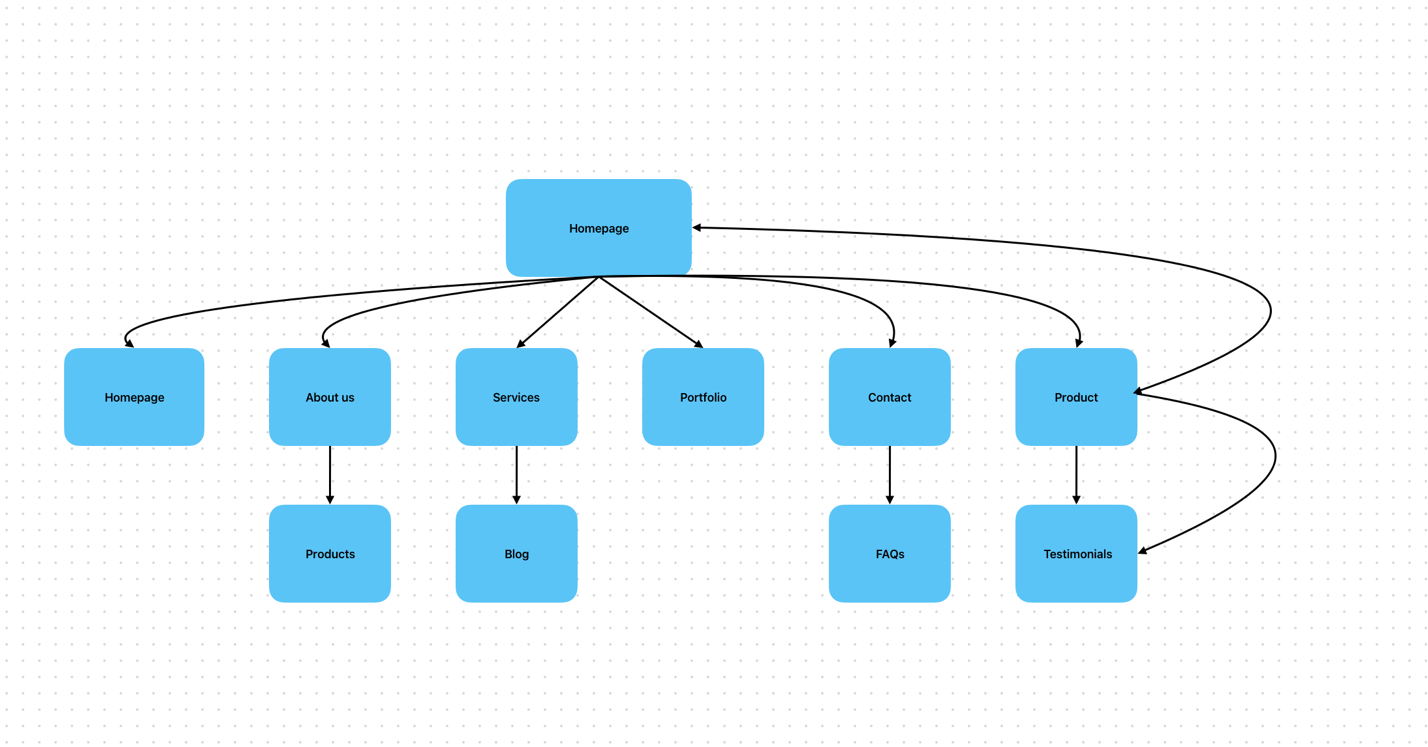 Homepage
Homepage
About us
Services
Portfolio
Contact
Product
Products
Blog
FAQs
Testimonials